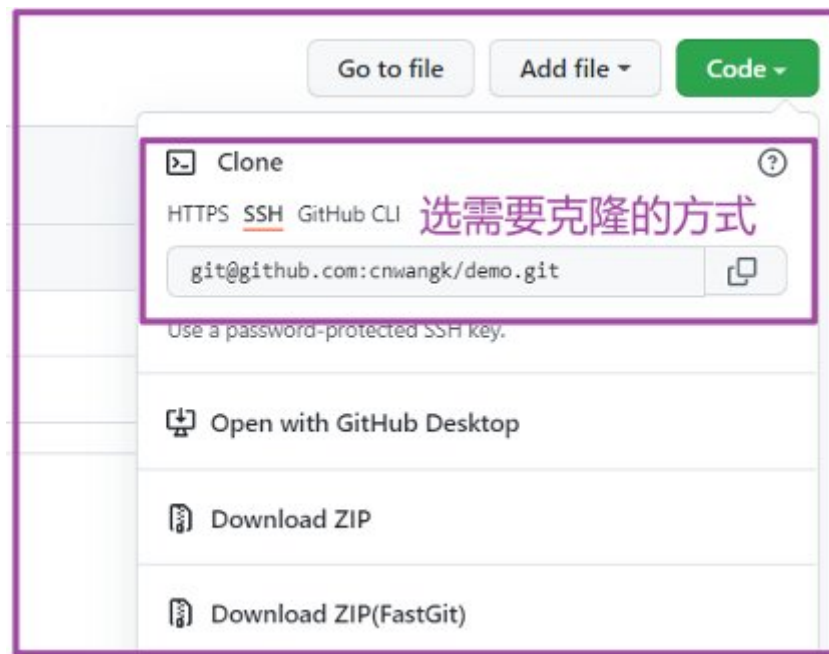 Go to file Add file Code
Clone
HTTPS SSH GitHub CLI 选需要克隆的方式
git@github.com:cnwangk/demo.git
Use a password-protected SSH key.
Open with GitHub Desktop
Download ZIP
Download ZIP(FastGit)